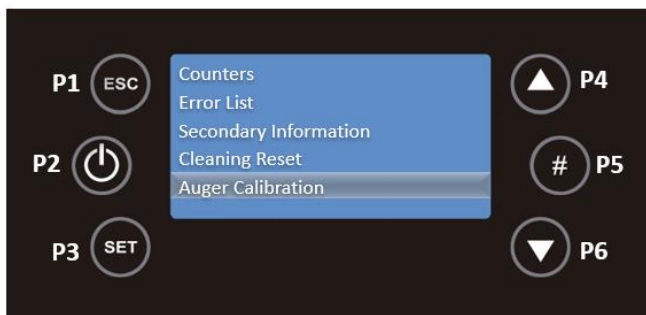 P1 ESC
P2
P3 SET
Counters
Error List
Secondary Information
Cleaning Reset
Auger Calibration
P4
# P5
P6